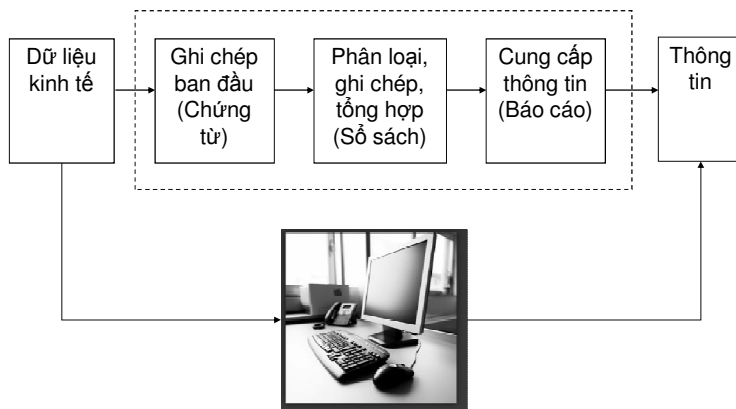 Dữ liệu
kinh tế
Ghi chép
ban đầu
(Chứng
từ)
Phân loại,
ghi chép,
tổng hợp
(Sổ sách)
Cung cấp
thông tin
(Báo cáo)
Thông
tin